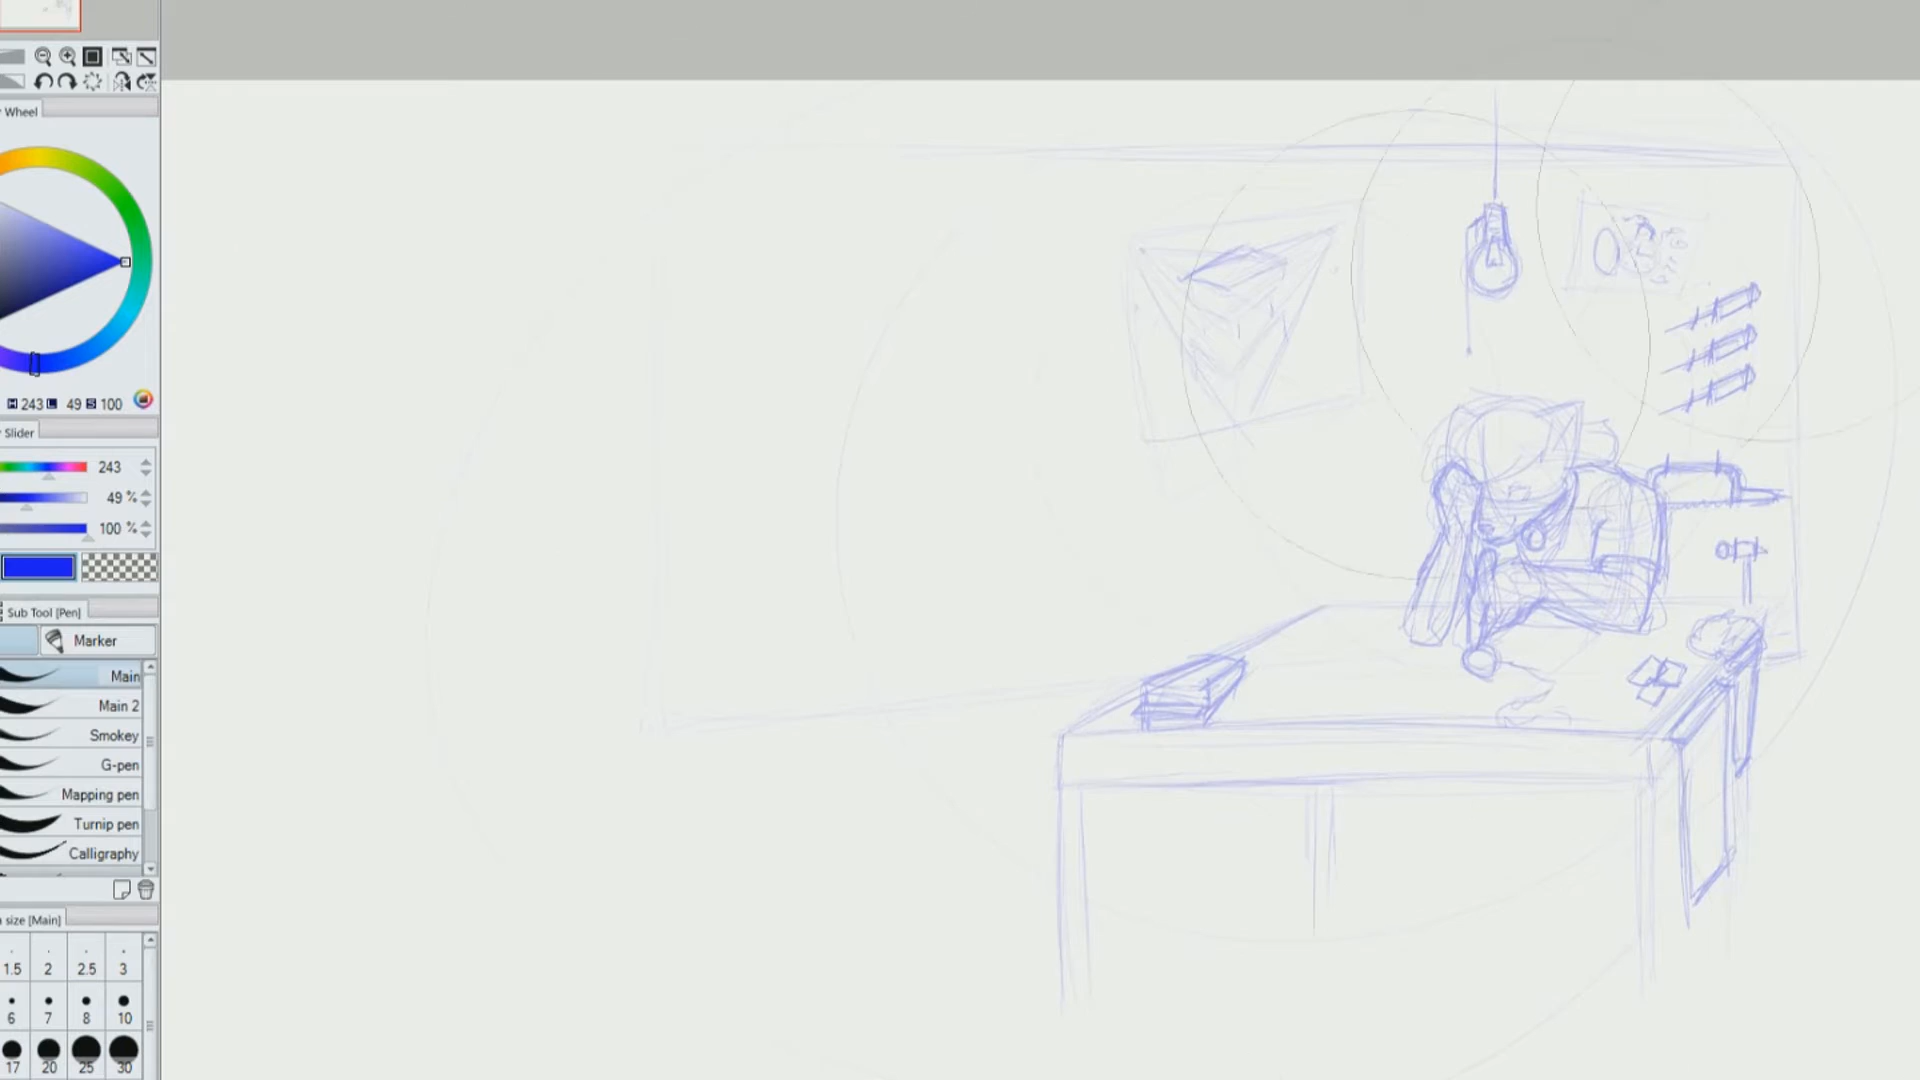 Wheel
243 49 100
Slider
243
49 %
100 %
Sub Tool [Pen]
Marker
Main
Main 2
Smokey
G-pen
Mapping pen
Turnip pen
Calligraphy
size [Main]
1.5 2 2.5 3
6 7 8 10
17 20 25 30